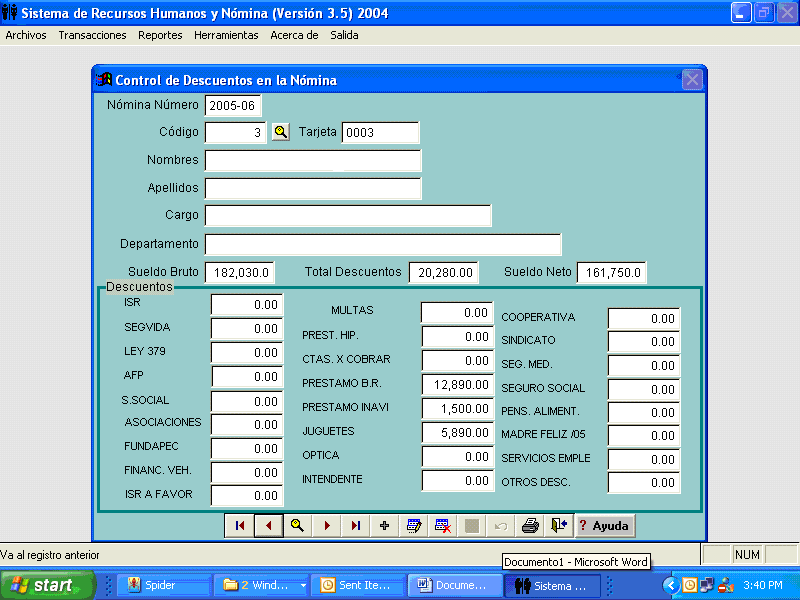 Sistema de Recursos Humanos y Nómina (Versión 3.5) 2004
Archivos Transacciones Reportes Herramientas Acerca de Salida
Control de Descuentos en la Nómina
Nómina Número 2005-06
Código 3 Tarjeta 0003
Nombres
Apellidos
Cargo
Departamento
Sueldo Bruto 182,030.0 Total Descuentos 20,280.00 Sueldo Neto 161,750.0
Descuentos
ISR 0.00
SEGVIDA 0.00
LEY 379 0.00
AFP 0.00
S.SOCIAL 0.00
ASOCIACIONES 0.00
FUNDAPEC 0.00
FINANC. VEH. 0.00
ISR A FAVOR 0.00
MULTAS 0.00
PREST. HIP. 0.00
CTAS. X COBRAR 0.00
PRESTAMO B.R. 12,890.00
PRESTAMO INAVI 1,500.00
JUGUETES 5,890.00
OPTICA 0.00
INTENDENTE 0.00
COOPERATIVA 0.00
SINDICATO 0.00
SEG. MED. 0.00
SEGURO SOCIAL 0.00
PENS. ALIMENT. 0.00
MADRE FELIZ /05 0.00
SERVICIOS EMPLE 0.00
OTROS DESC. 0.00
? Ayuda
Va al registro anterior NUM
Documento1 - Microsoft Word
start Spider 2 Wind... Sent Ite... Docume... Sistema ... 3:40 PM